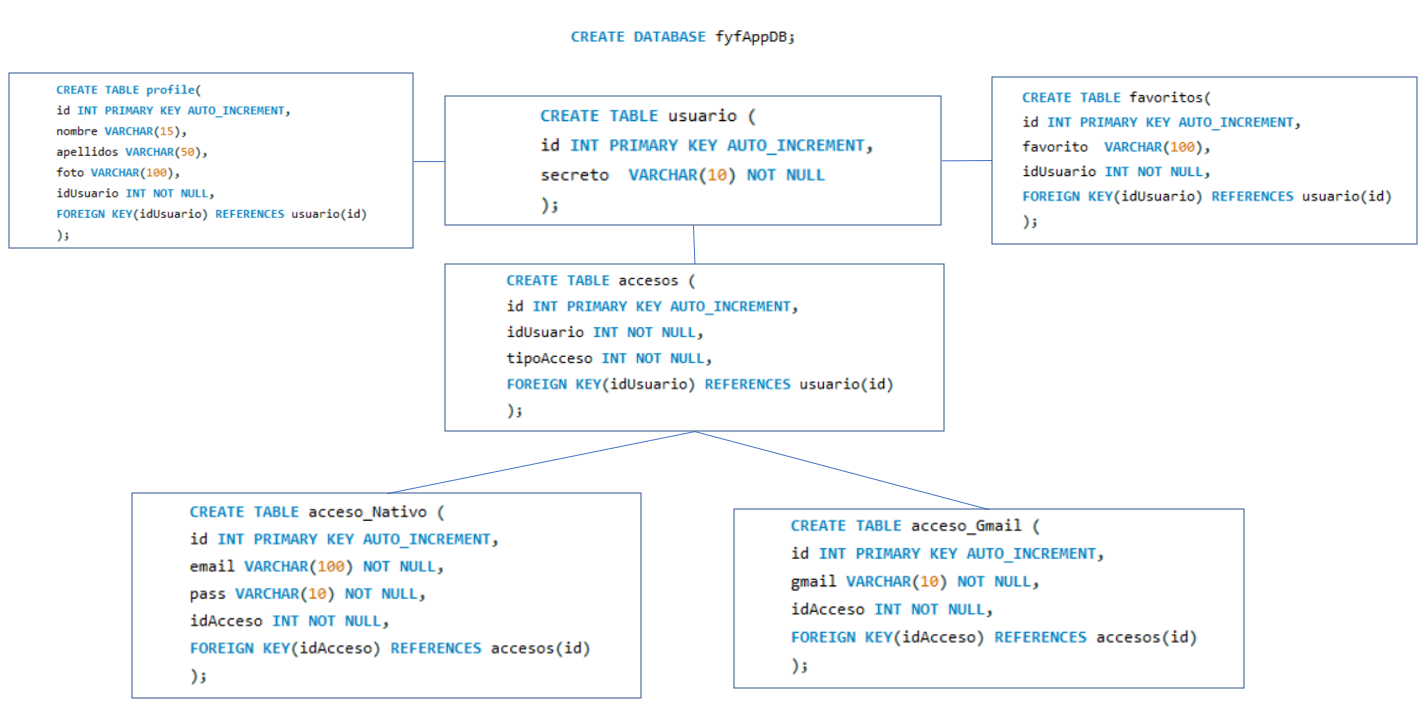 CREATE DATABASE fyfAppDB;
CREATE TABLE profile(
id INT PRIMARY KEY AUTO_INCREMENT,
nombre VARCHAR(15),
apellidos VARCHAR(50),
foto VARCHAR(100),
idUsuario INT NOT NULL,
FOREIGN KEY(idUsuario) REFERENCES usuario(id)
);
CREATE TABLE usuario (
id INT PRIMARY KEY AUTO_INCREMENT,
secreto  VARCHAR(10) NOT NULL
);
CREATE TABLE favoritos(
id INT PRIMARY KEY AUTO_INCREMENT,
favorito  VARCHAR(100),
idUsuario INT NOT NULL,
FOREIGN KEY(idUsuario) REFERENCES usuario(id)
);
CREATE TABLE accesos (
id INT PRIMARY KEY AUTO_INCREMENT,
idUsuario INT NOT NULL,
tipoAcceso INT NOT NULL,
FOREIGN KEY(idUsuario) REFERENCES usuario(id)
);
CREATE TABLE acceso_Nativo (
id INT PRIMARY KEY AUTO_INCREMENT,
email VARCHAR(100) NOT NULL,
pass VARCHAR(10) NOT NULL,
idAcceso INT NOT NULL,
FOREIGN KEY(idAcceso) REFERENCES accesos(id)
);
CREATE TABLE acceso_Gmail (
id INT PRIMARY KEY AUTO_INCREMENT,
gmail VARCHAR(10) NOT NULL,
idAcceso INT NOT NULL,
FOREIGN KEY(idAcceso) REFERENCES accesos(id)
);